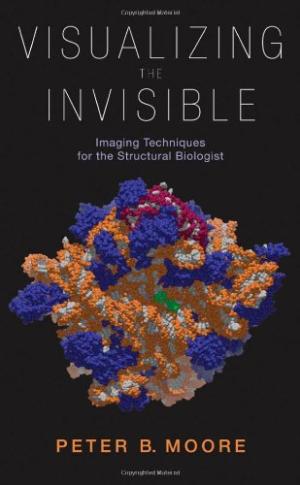 VISUALIZING
THE
INVISIBLE
Imaging Techniques
for the Structural Biologist
PETER B. MOORE